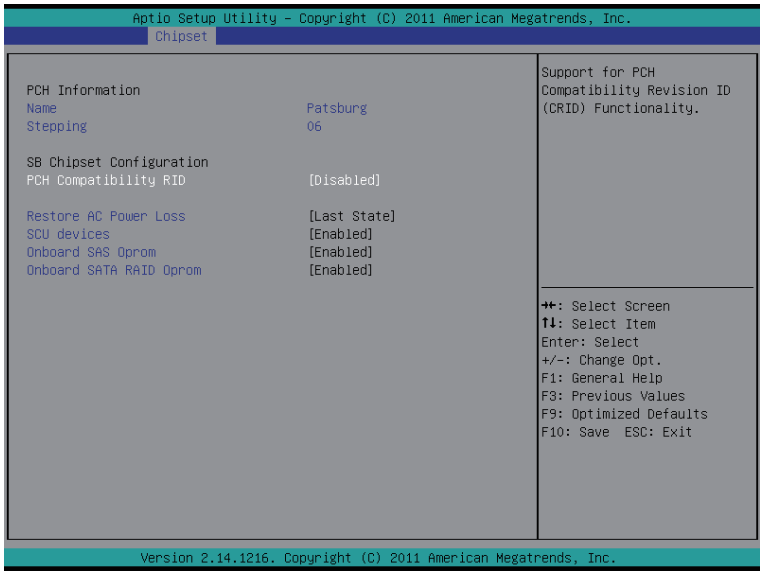 Aptio Setup Utility – Copyright (C) 2011 American Megatrends, Inc.
Chipset
PCH Information
Name Patsburg
Stepping 06
SB Chipset Configuration
PCH Compatibility RID [Disabled]
Restore AC Power Loss [Last State]
SCU devices [Enabled]
Onboard SAS Oprom [Enabled]
Onboard SATA RAID Oprom [Enabled]
Support for PCH
Compatibility Revision ID
(CRID) Functionality.
→←: Select Screen
↑↓: Select Item
Enter: Select
+/-: Change Opt.
F1: General Help
F3: Previous Values
F9: Optimized Defaults
F10: Save ESC: Exit
Version 2.14.1216. Copyright (C) 2011 American Megatrends, Inc.